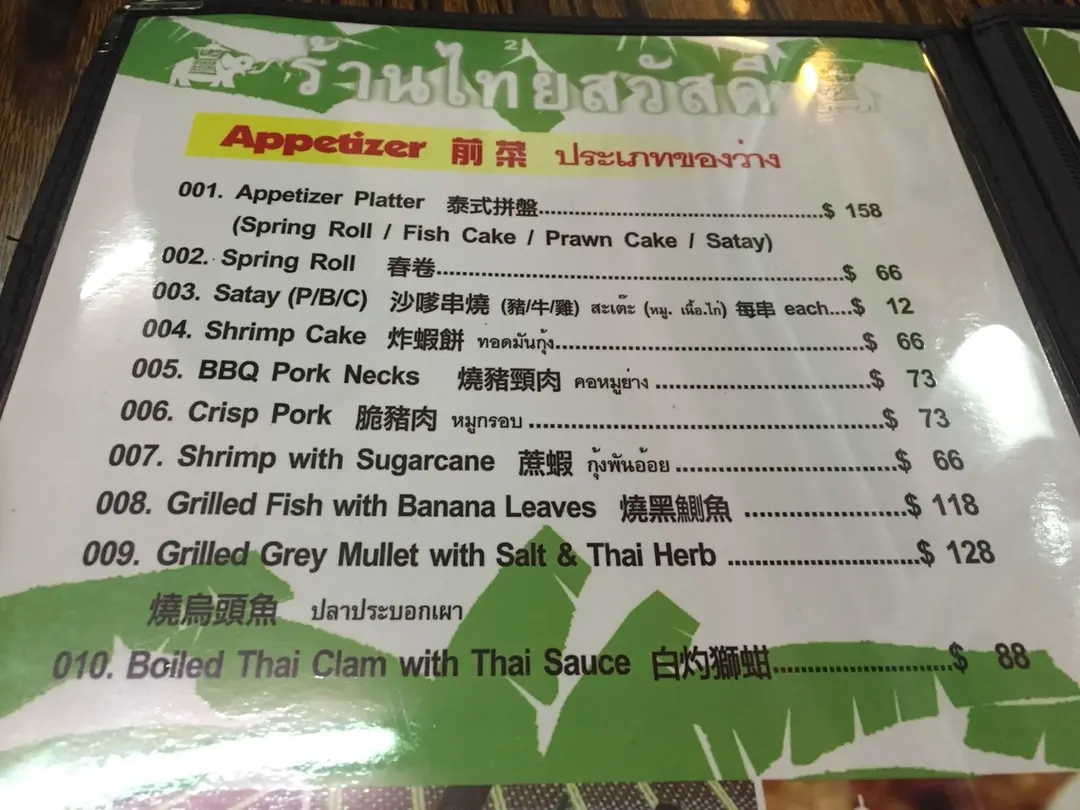 ร้านไทยสวัสดี
2
Appetizer 前菜 ประเภทของว่าง
001. Appetizer Platter 泰式拼盤......$ 158
(Spring Roll / Fish Cake / Prawn Cake / Satay)
002. Spring Roll 春卷......$ 66
003. Satay (P/B/C) 沙嗲串燒 (豬/牛/雞) สะเต๊ะ (หมู. เนื้อ.ไก่) 每串 each....$ 12
004. Shrimp Cake 炸蝦餅 ทอดมันกุ้ง......$ 66
005. BBQ Pork Necks 燒豬頸肉 คอหมูย่าง ......$ 73
006. Crisp Pork 脆豬肉 หมูกรอบ ......$ 73
007. Shrimp with Sugarcane 蔗蝦 กุ้งพันอ้อย ......$ 66
008. Grilled Fish with Banana Leaves 燒黑鰂魚 ......$ 118
009. Grilled Grey Mullet with Salt & Thai Herb ......$ 128
燒烏頭魚 ปลากระบอกเผา
010. Boiled Thai Clam with Thai Sauce 白灼獅蚶......$ 88